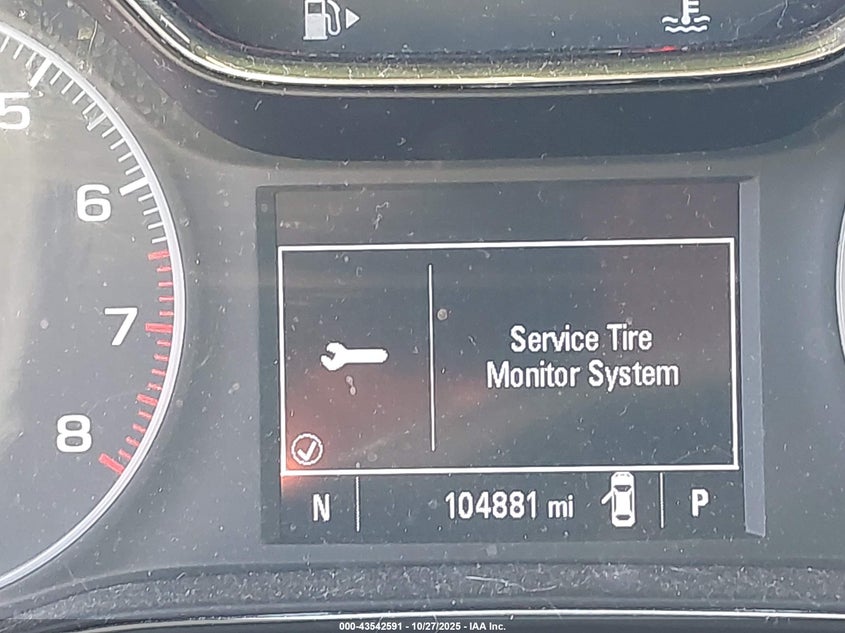 5
6
7
8
Service Tire
Monitor System
N 104881 mi P
000-43542591 - 10/27/2025 - IAA Inc.